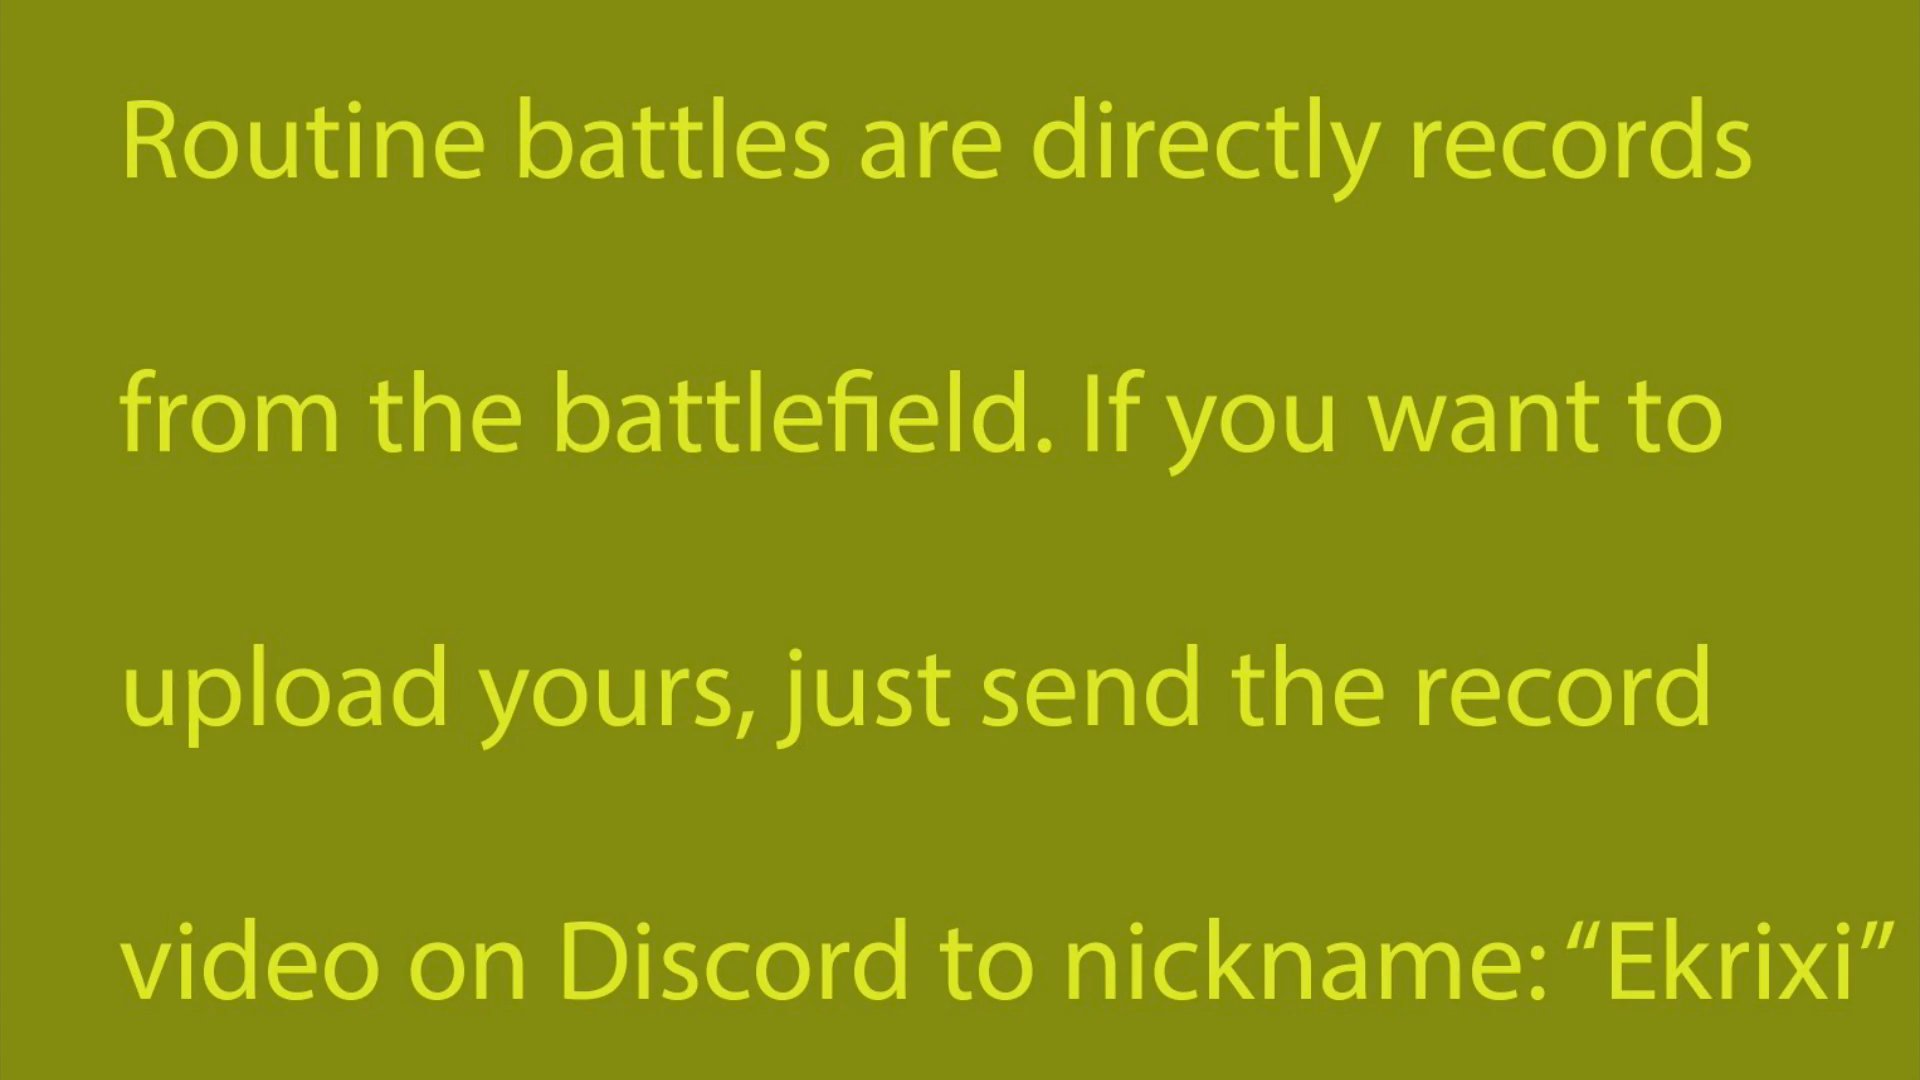 Routine battles are directly records
from the battlefield. If you want to
upload yours, just send the record
video on Discord to nickname: “Ekrixi”